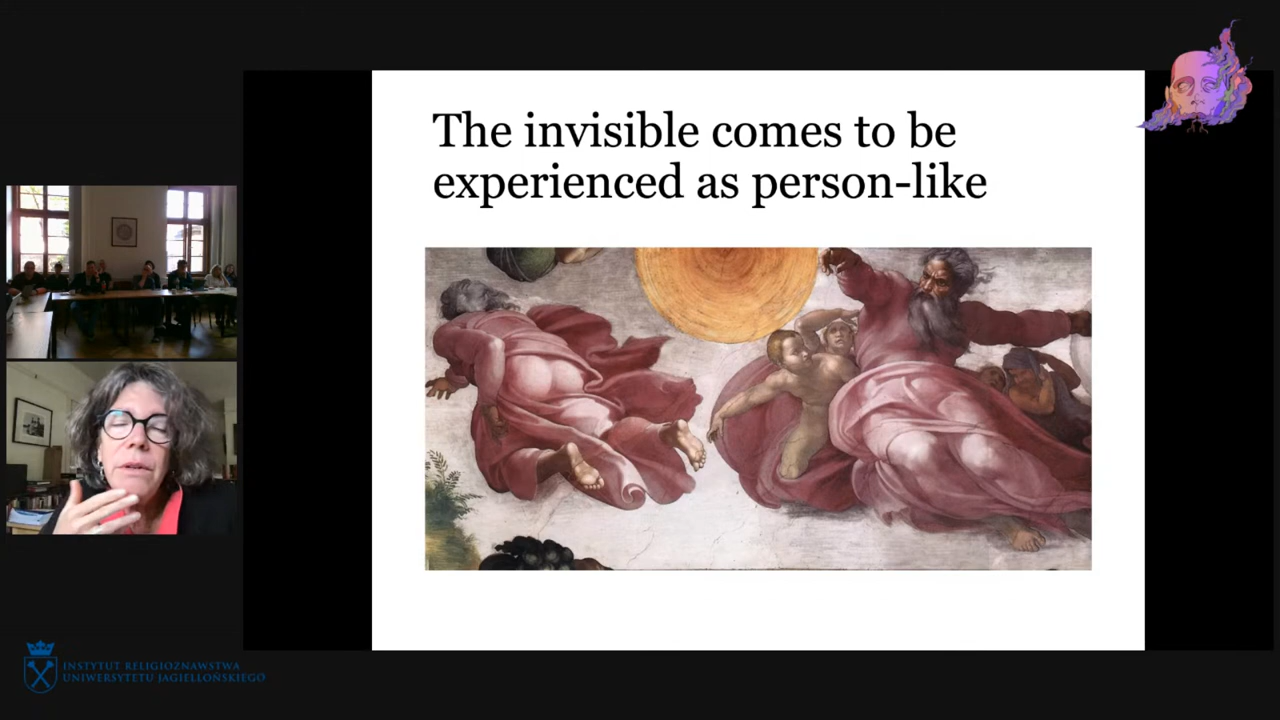 The invisible comes to be
experienced as person-like
INSTYTUT RELIGIOZNAWSTWA
UNIWERSYTETU JAGIELLOŃSKIEGO